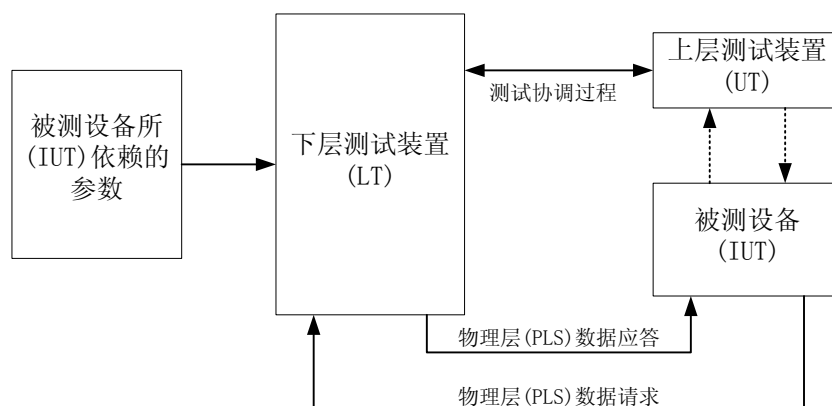 被测设备所
(IUT)依赖的
参数
下层测试装置
(LT)
测试协调过程
上层测试装置
(UT)
被测设备
(IUT)
物理层(PLS)数据应答
物理层(PLS)数据请求